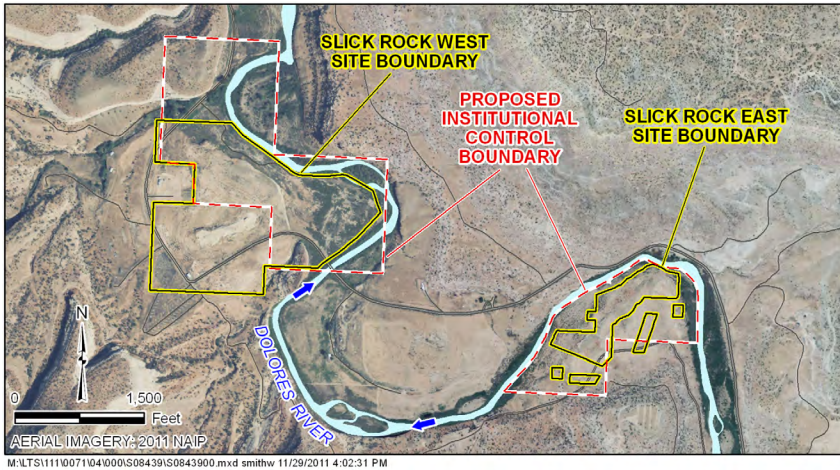 SLICK ROCK WEST
SITE BOUNDARY
PROPOSED
INSTITUTIONAL
CONTROL
BOUNDARY
SLICK ROCK EAST
SITE BOUNDARY
N
0
1,500
Feet
DOLORES RIVER
AERIAL IMAGERY: 2011 NAIP
M:\LTS\111\0071\04\000\S08439\S0843900.mxd smithw 11/29/2011 4:02:31 PM